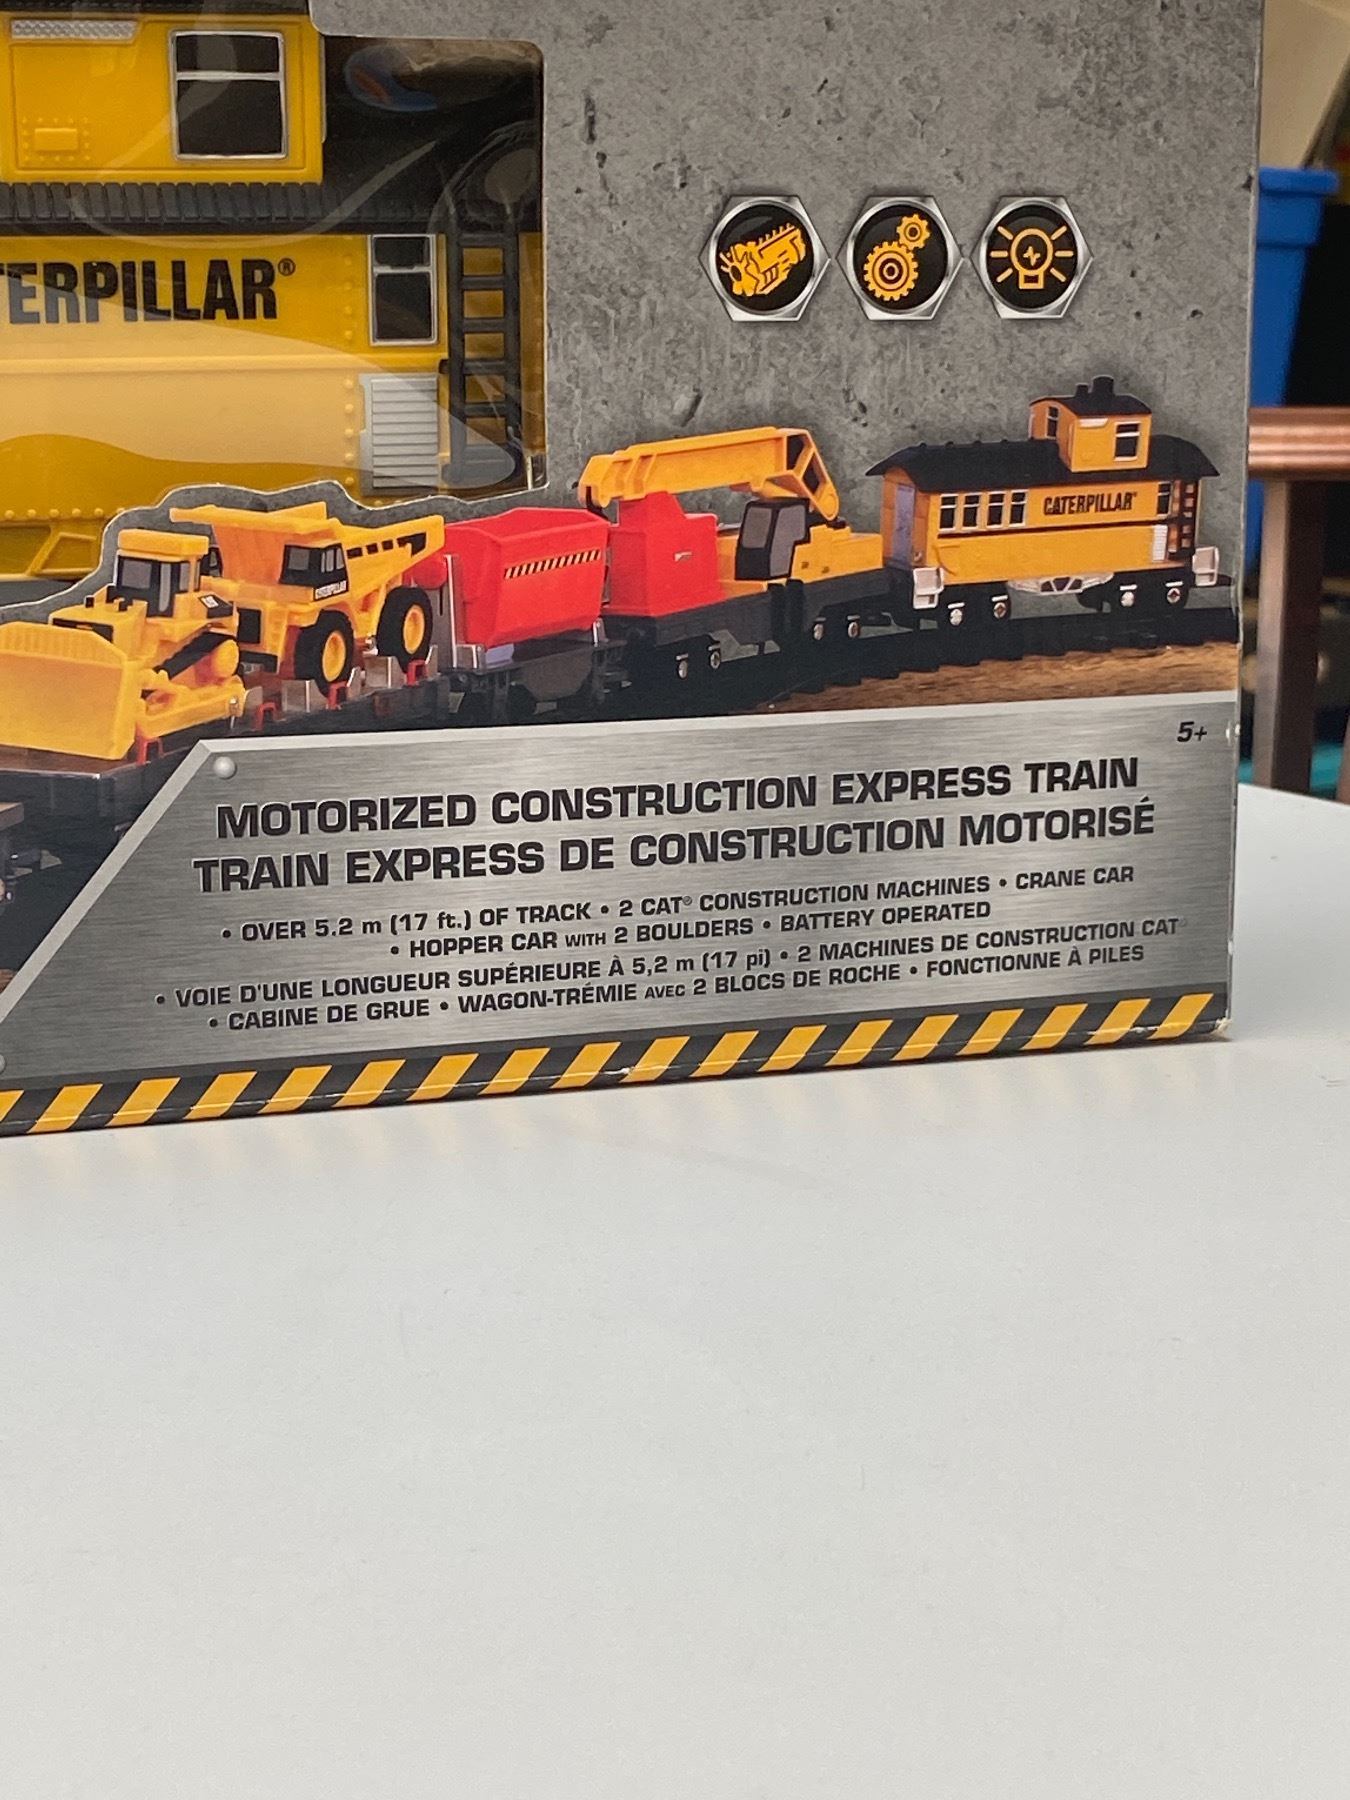 ERPILLAR®
CATERPILLAR
CATERPILLAR
5+
MOTORIZED CONSTRUCTION EXPRESS TRAIN
TRAIN EXPRESS DE CONSTRUCTION MOTORISÉ
• OVER 5.2 m (17 ft.) OF TRACK • 2 CAT® CONSTRUCTION MACHINES • CRANE CAR
• HOPPER CAR WITH 2 BOULDERS • BATTERY OPERATED
• VOIE D'UNE LONGUEUR SUPÉRIEURE À 5,2 m (17 pi) • 2 MACHINES DE CONSTRUCTION CAT®
• CABINE DE GRUE • WAGON-TRÉMIE AVEC 2 BLOCS DE ROCHE • FONCTIONNE À PILES